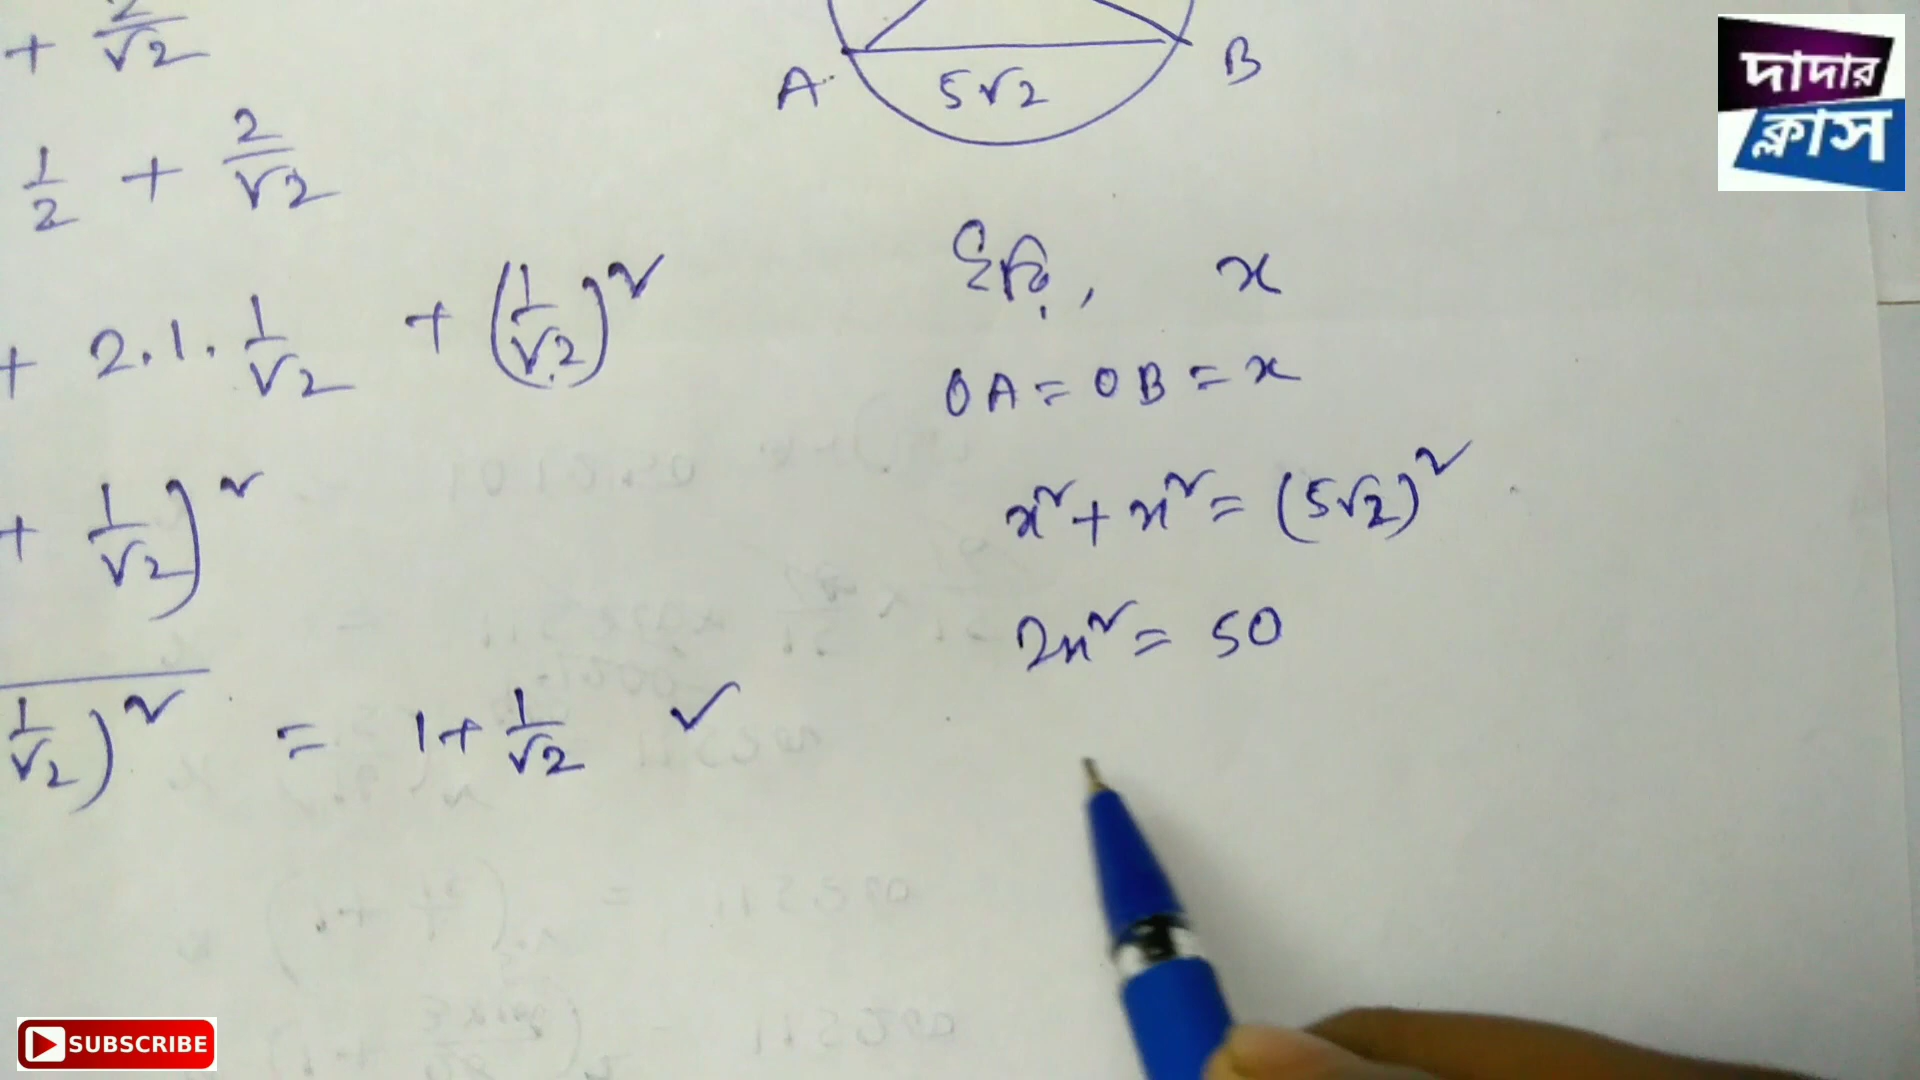 + 2/√2
1/2 + 2/√2
+ 2.1. 1/√2 + (1/√2)²
+ 1/√2)²
1/√2)² = 1 + 1/√2 ✓
A B
5√2
ধরি, x
OA = OB = x
x² + x² = (5√2)²
2x² = 50
দাদার
ক্লাস
SUBSCRIBE